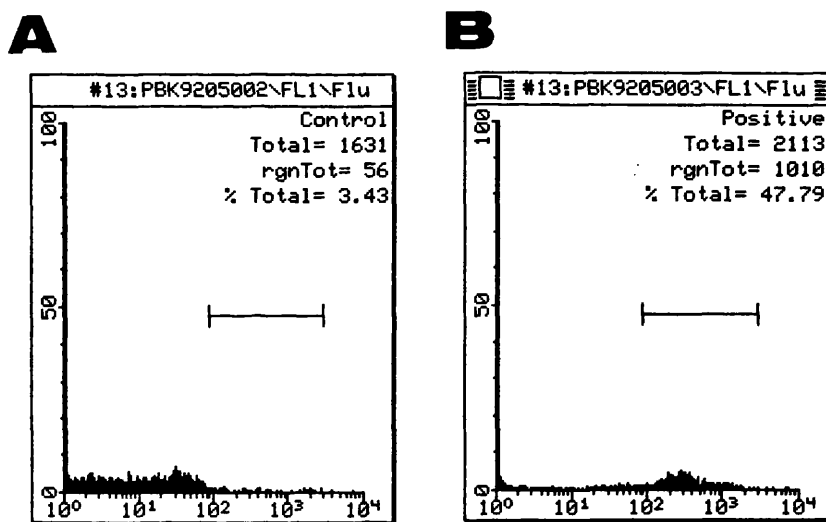 A
#13:PBK9205002\FL1\Flu
Control
Total= 1631
rgnTot= 56
% Total= 3.43
100
50
0
10⁰ 10¹ 10² 10³ 10⁴
B
#13:PBK9205003\FL1\Flu
Positive
Total= 2113
rgnTot= 1010
% Total= 47.79
100
50
0
10⁰ 10¹ 10² 10³ 10⁴